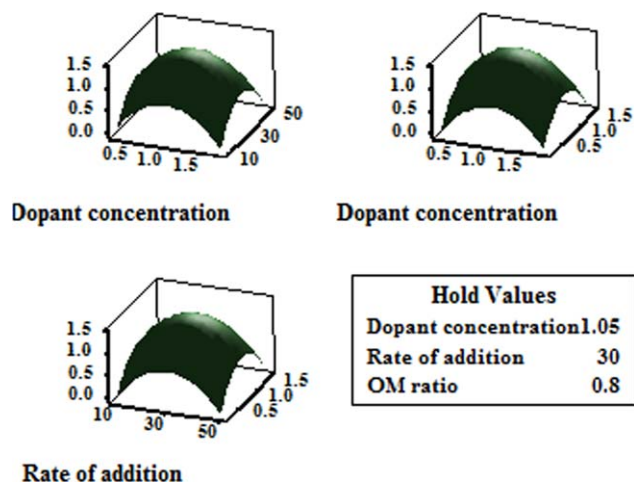 1.5
1.0
0.5
0.0
0.5 1.0 1.5
10
30
50
Dopant concentration
1.5
1.0
0.5
0.0
0.5 1.0 1.5
0.5
1.0
1.5
Dopant concentration
1.5
1.0
0.5
0.0
10 30 50
0.5
1.0
1.5
Rate of addition
Hold Values
Dopant concentration 1.05
Rate of addition 30
OM ratio 0.8